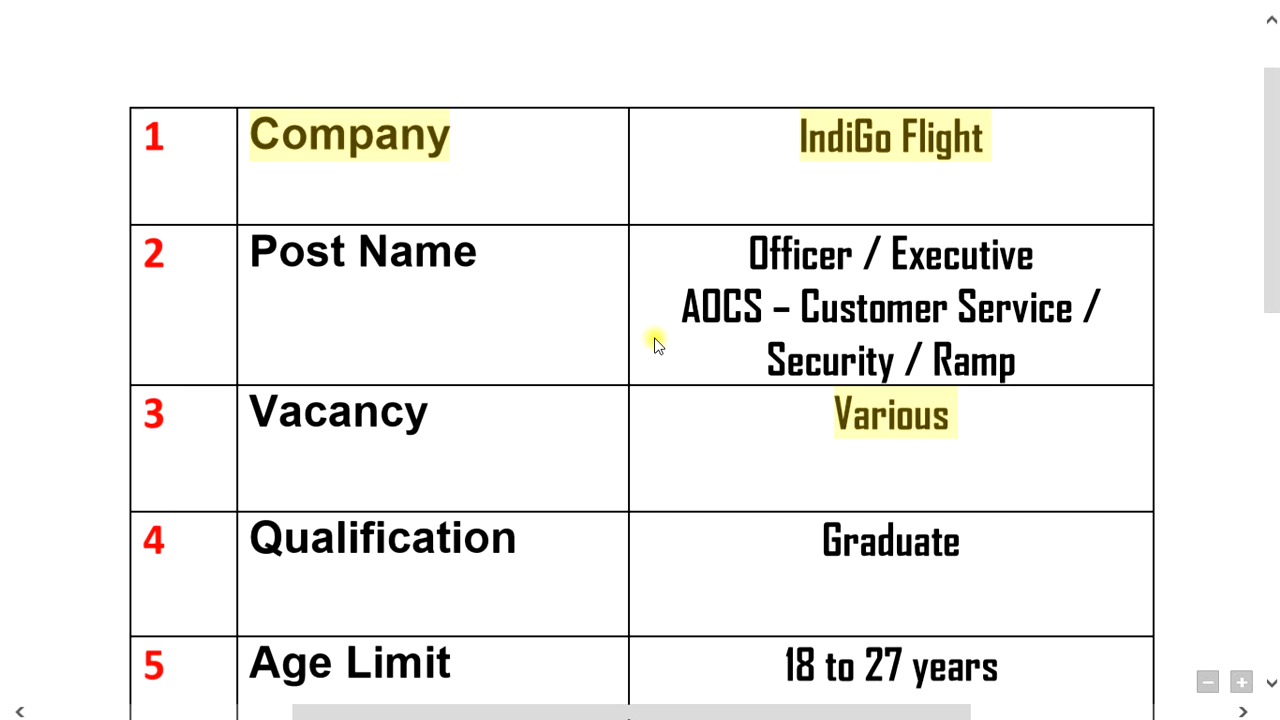 1 Company IndiGo Flight
2 Post Name Officer / Executive
AOCS – Customer Service /
Security / Ramp
3 Vacancy Various
4 Qualification Graduate
5 Age Limit 18 to 27 years